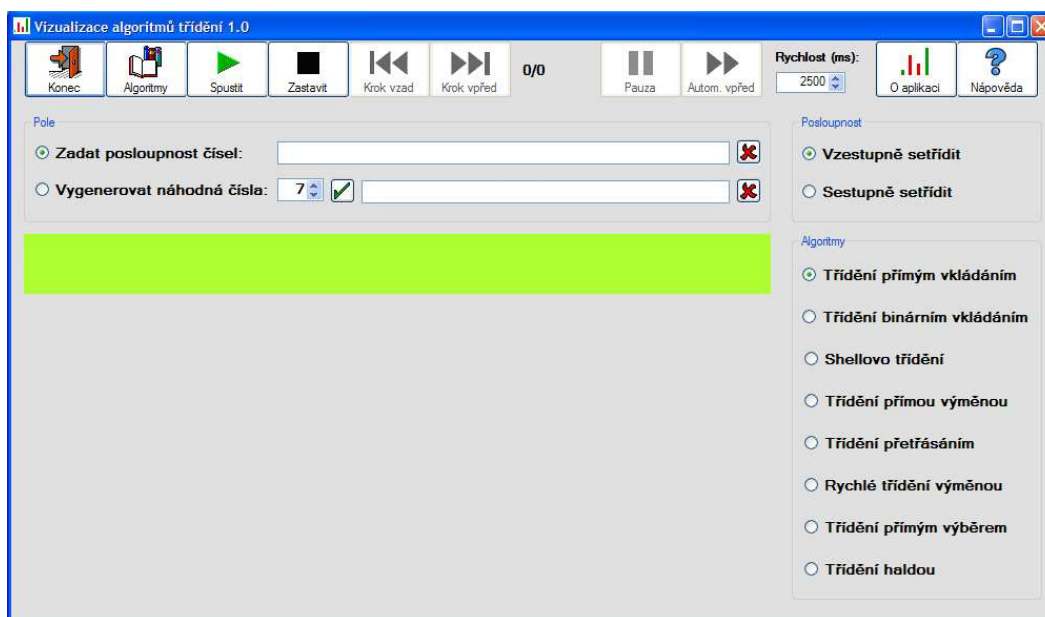 Vizualizace algoritmů třídění 1.0
Konec
Algoritmy
Spustit
Zastavit
Krok vzad
Krok vpřed
0/0
Pauza
Autom. vpřed
Rychlost (ms):
2500
O aplikaci
Nápověda
Pole
Zadat posloupnost čísel:
Vygenerovat náhodná čísla: 7
Posloupnost
Vzestupně setřídit
Sestupně setřídit
Algoritmy
Třídění přímým vkládáním
Třídění binárním vkládáním
Shellovo třídění
Třídění přímou výměnou
Třídění přetřásáním
Rychlé třídění výměnou
Třídění přímým výběrem
Třídění haldou